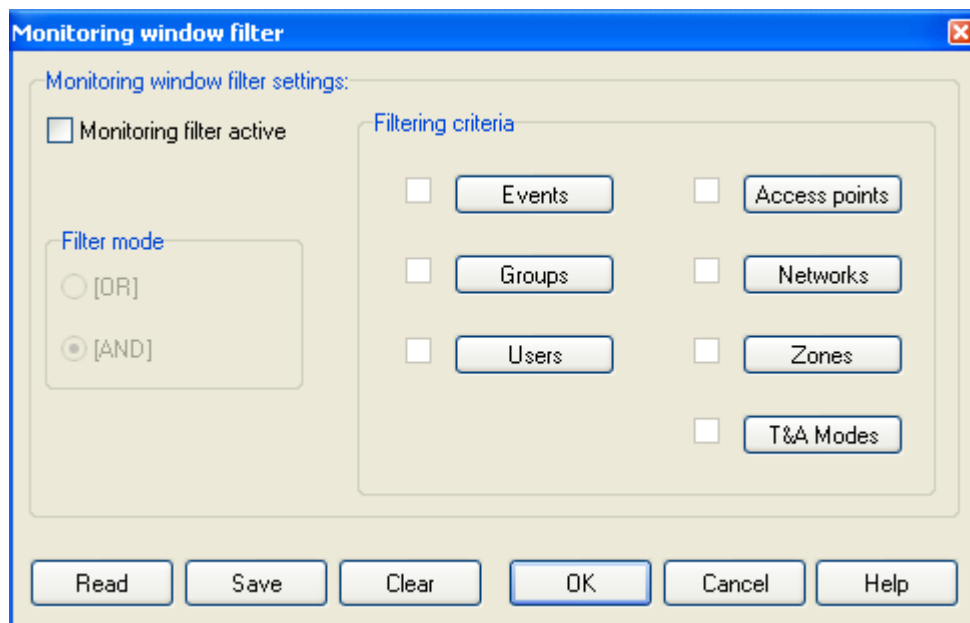 Monitoring window filter
Monitoring window filter settings:
Monitoring filter active
Filtering criteria
Events
Access points
Filter mode
[OR]
Groups
Networks
[AND]
Users
Zones
T&A Modes
Read
Save
Clear
OK
Cancel
Help